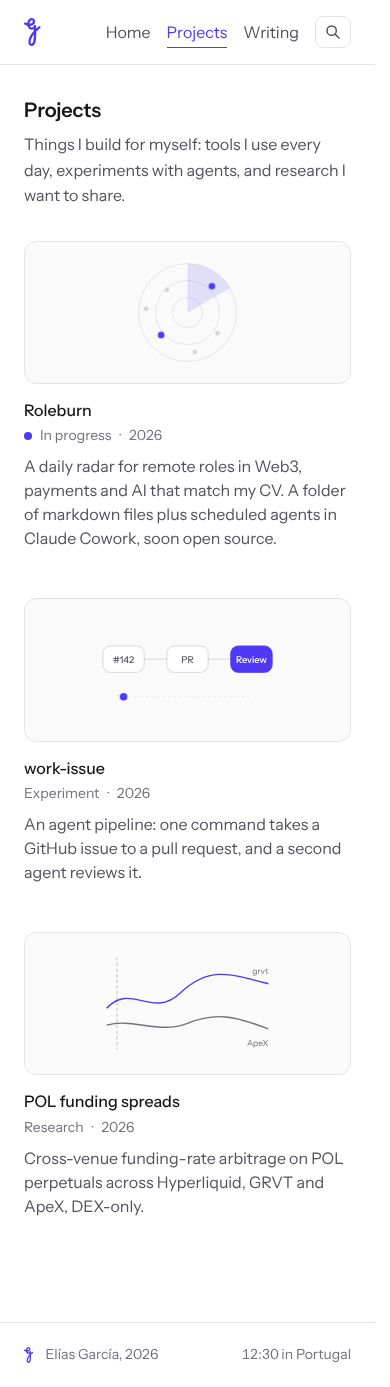 Home Projects Writing
Projects
Things I build for myself: tools I use every
day, experiments with agents, and research I
want to share.
Roleburn
In progress · 2026
A daily radar for remote roles in Web3,
payments and AI that match my CV. A folder
of markdown files plus scheduled agents in
Claude Cowork, soon open source.
#142 PR Review
work-issue
Experiment · 2026
An agent pipeline: one command takes a
GitHub issue to a pull request, and a second
agent reviews it.
grvt
ApeX
POL funding spreads
Research · 2026
Cross-venue funding-rate arbitrage on POL
perpetuals across Hyperliquid, GRVT and
ApeX, DEX-only.
Elías García, 2026 12:30 in Portugal